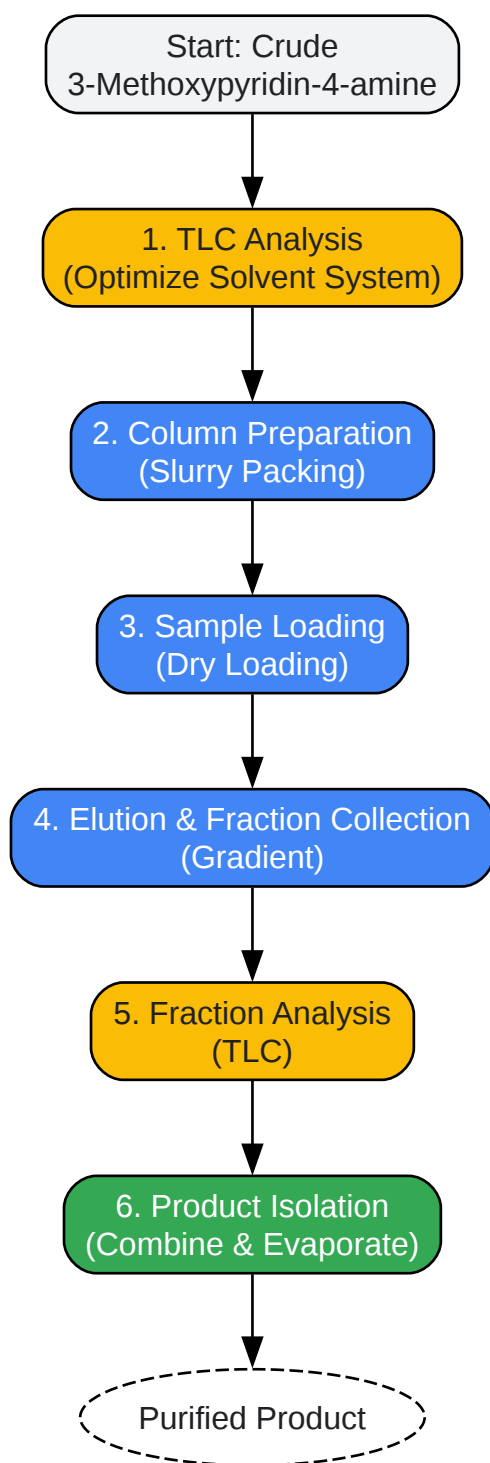 Start: Crude
3-Methoxypyridin-4-amine
1. TLC Analysis
(Optimize Solvent System)
2. Column Preparation
(Slurry Packing)
3. Sample Loading
(Dry Loading)
4. Elution & Fraction Collection
(Gradient)
5. Fraction Analysis
(TLC)
6. Product Isolation
(Combine & Evaporate)
Purified Product